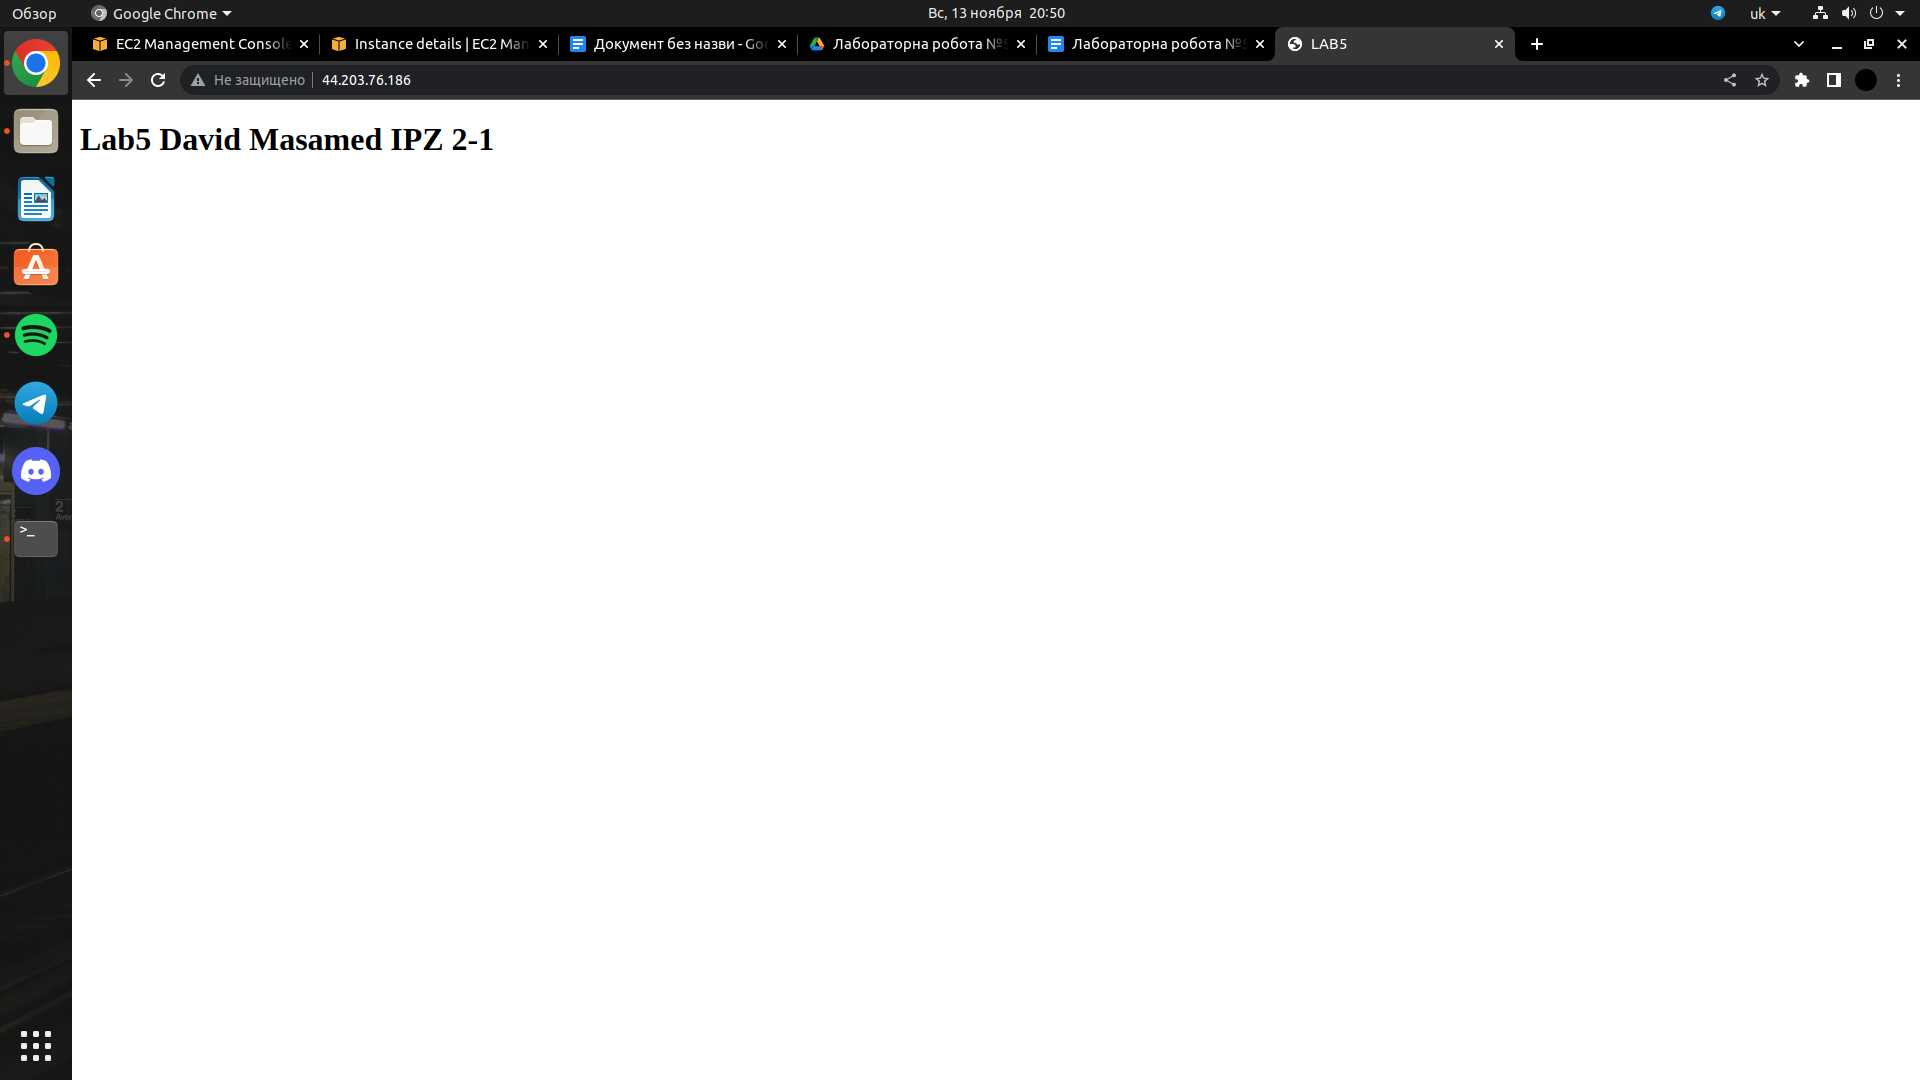 Обзор Google Chrome Вс, 13 ноября 20:50 uk
EC2 Management Console Instance details | EC2 Man Документ без назви - Goo Лабораторна робота № Лабораторна робота № LAB5
Не защищено 44.203.76.186
Lab5 David Masamed IPZ 2-1
2
>_